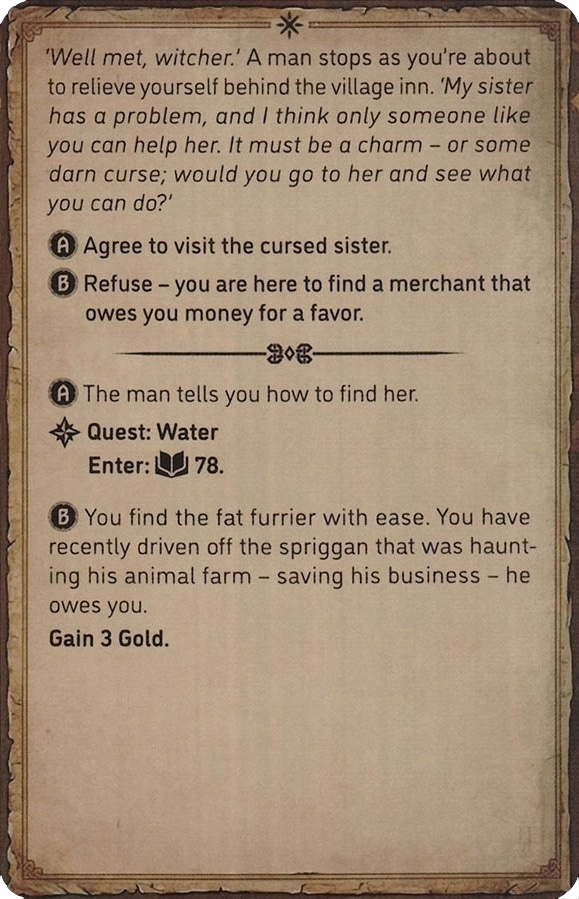 'Well met, witcher.' A man stops as you're about
to relieve yourself behind the village inn. 'My sister
has a problem, and I think only someone like
you can help her. It must be a charm – or some
darn curse; would you go to her and see what
you can do?'
A Agree to visit the cursed sister.
B Refuse – you are here to find a merchant that
owes you money for a favor.
A The man tells you how to find her.
Quest: Water
Enter: 78.
B You find the fat furrier with ease. You have
recently driven off the spriggan that was haunt-
ing his animal farm – saving his business – he
owes you.
Gain 3 Gold.